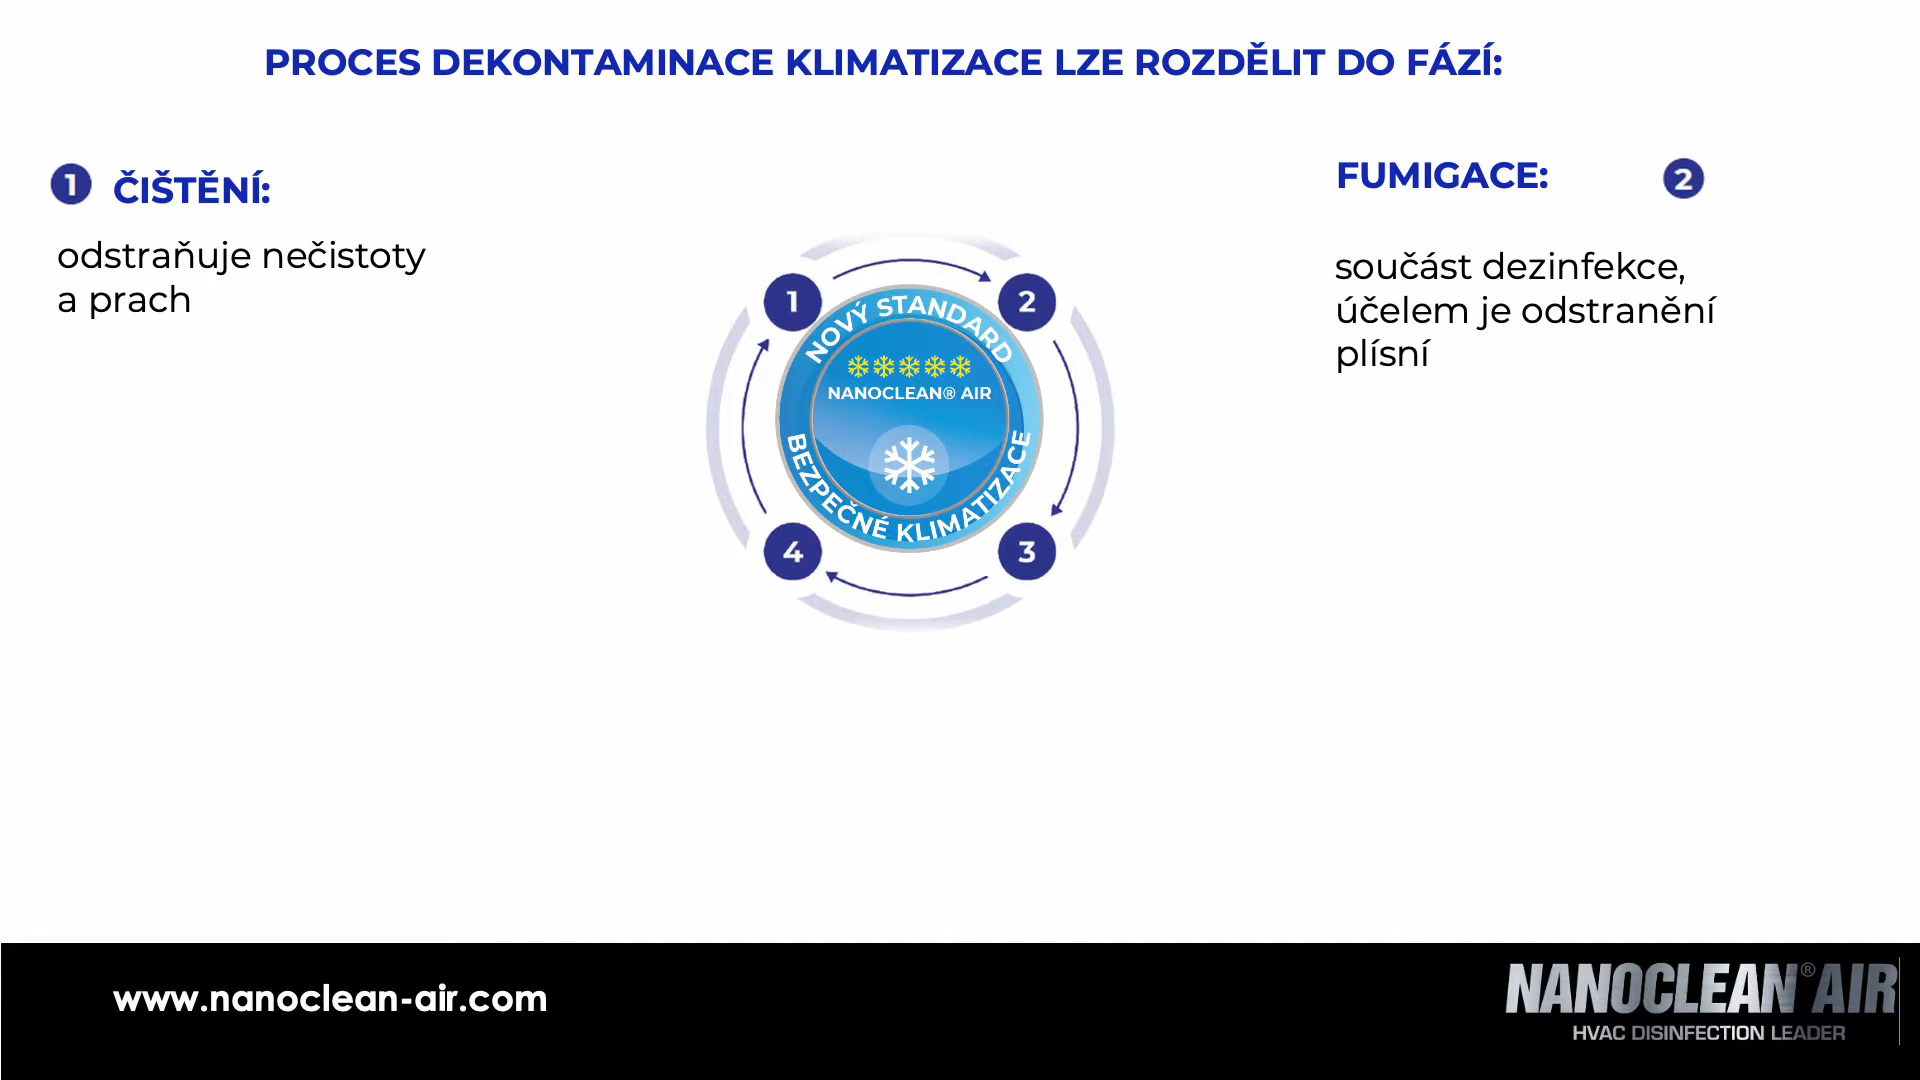 PROCES DEKONTAMINACE KLIMATIZACE LZE ROZDĚLIT DO FÁZÍ:
1 ČIŠTĚNÍ:
odstraňuje nečistoty
a prach
1
2
NOVÝ STANDARD
NANOCLEAN® AIR
BEZPEČNÉ KLIMATIZACE
4
3
FUMIGACE: 2
součást dezinfekce,
účelem je odstranění
plísní
www.nanoclean-air.com
NANOCLEAN® AIR
HVAC DISINFECTION LEADER